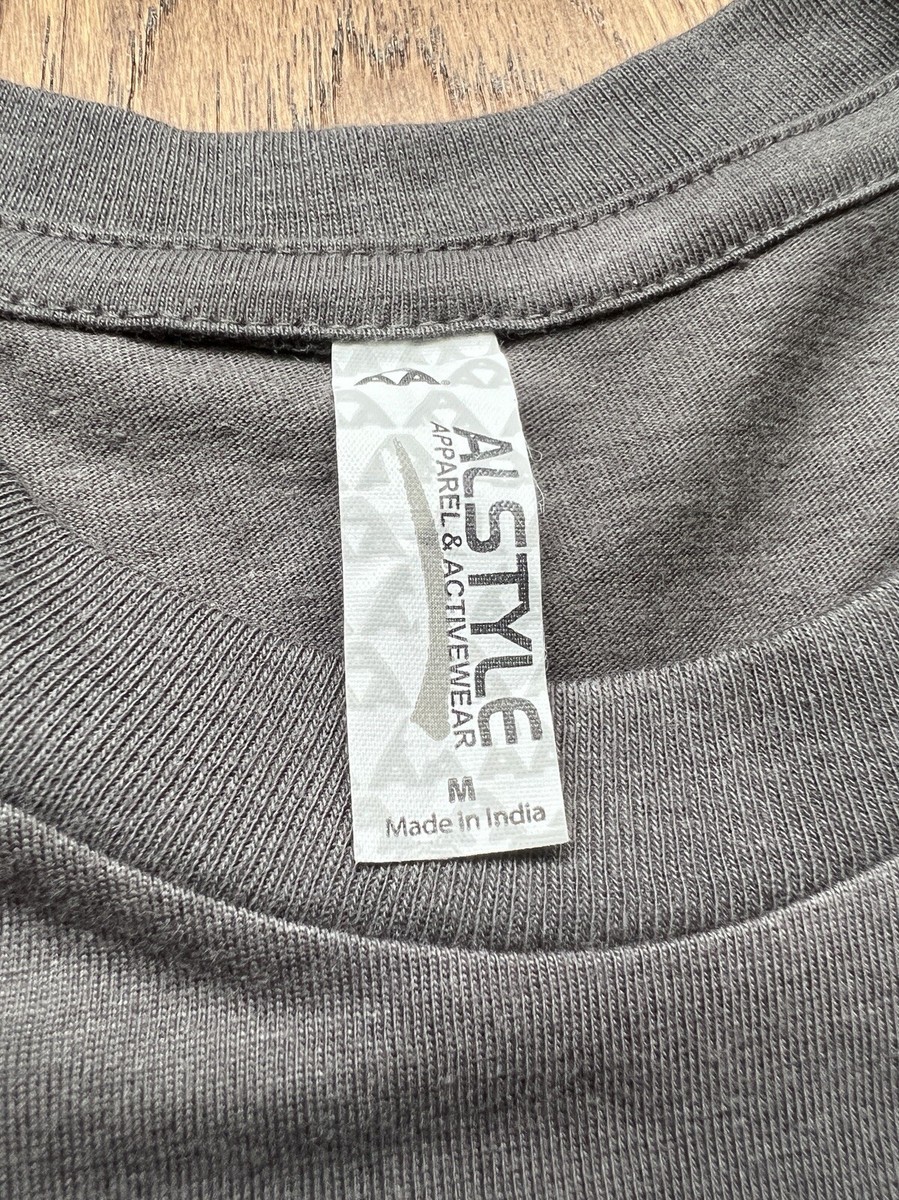 ALSTYLE
APPAREL & ACTIVEWEAR
M
Made in India